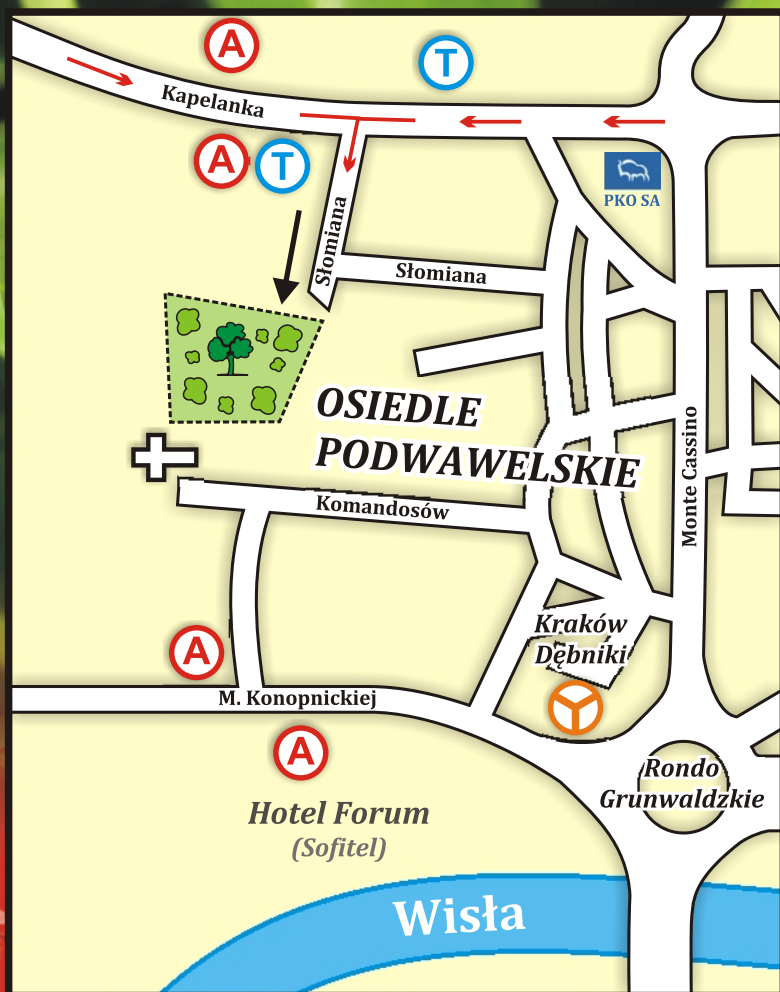 A
T
Kapelanka
A
T
PKO SA
Słomiana
Słomiana
OSIEDLE
PODWAWELSKIE
Monte Cassino
Komandosów
Kraków
Dębniki
A
M. Konopnickiej
A
Rondo
Grunwaldzkie
Hotel Forum
(Sofitel)
Wisła